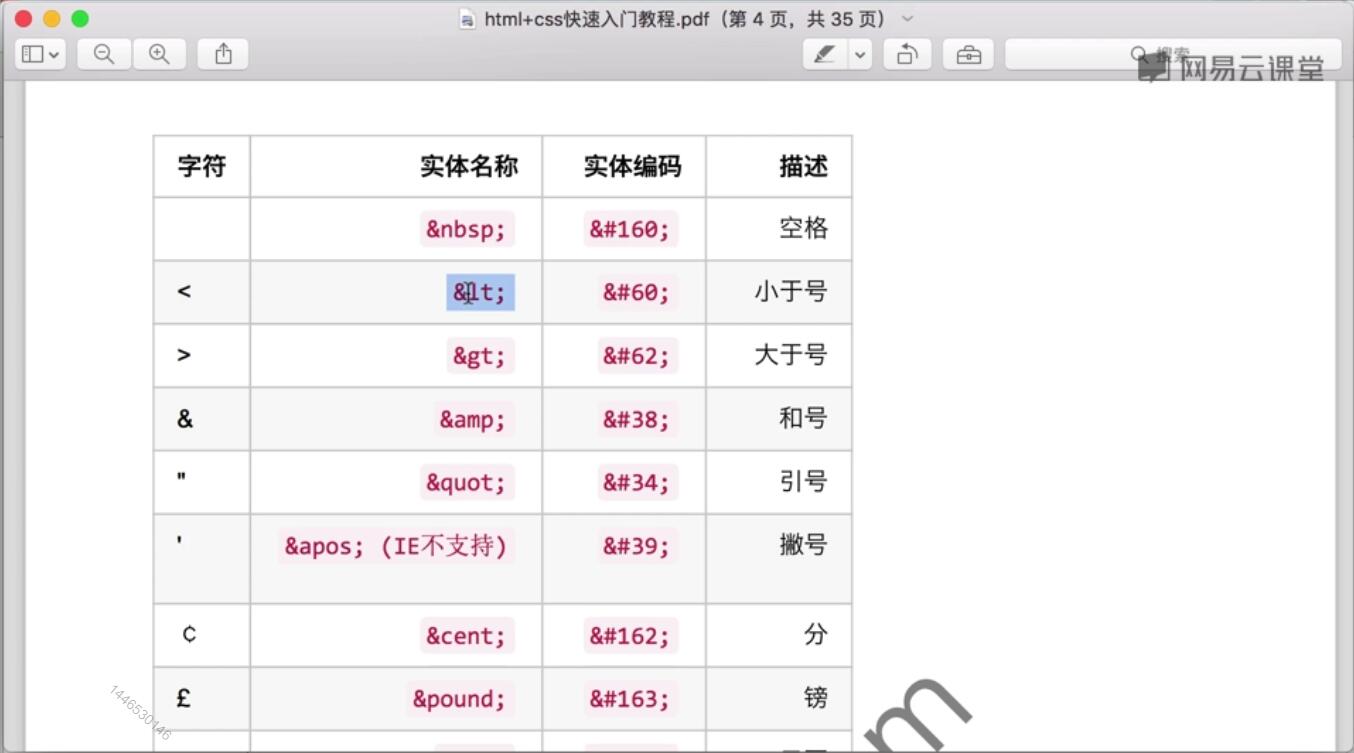 html+css快速入门教程.pdf（第 4 页，共 35 页）
搜索
网易云课堂
字符 实体名称 实体编码 描述
&nbsp; &#160; 空格
< &lt; &#60; 小于号
> &gt; &#62; 大于号
& &amp; &#38; 和号
" &quot; &#34; 引号
' &apos; (IE不支持) &#39; 撇号
¢ &cent; &#162; 分
£ &pound; &#163; 镑
1446530146
m